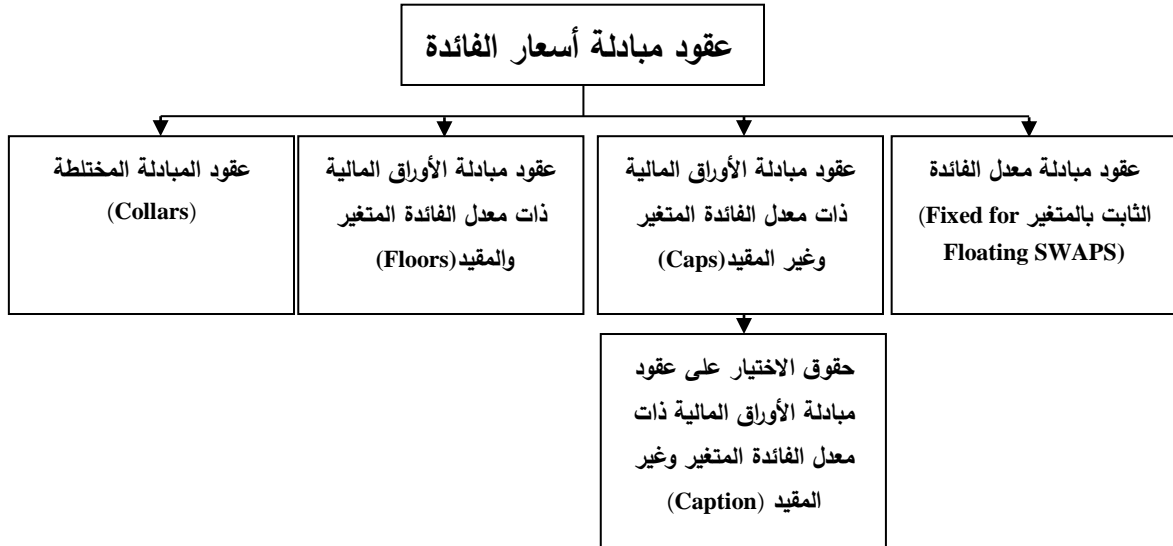 عقود مبادلة أسعار الفائدة
عقود مبادلة معدل الفائدة
الثابت بالمتغير (Fixed for
Floating SWAPS)
عقود مبادلة الأوراق المالية
ذات معدل الفائدة المتغير
وغير المقيد(Caps)
عقود مبادلة الأوراق المالية
ذات معدل الفائدة المتغير
والمقيد(Floors)
عقود المبادلة المختلطة
(Collars)
حقوق الاختيار على عقود
مبادلة الأوراق المالية ذات
معدل الفائدة المتغير وغير
المقيد (Caption)